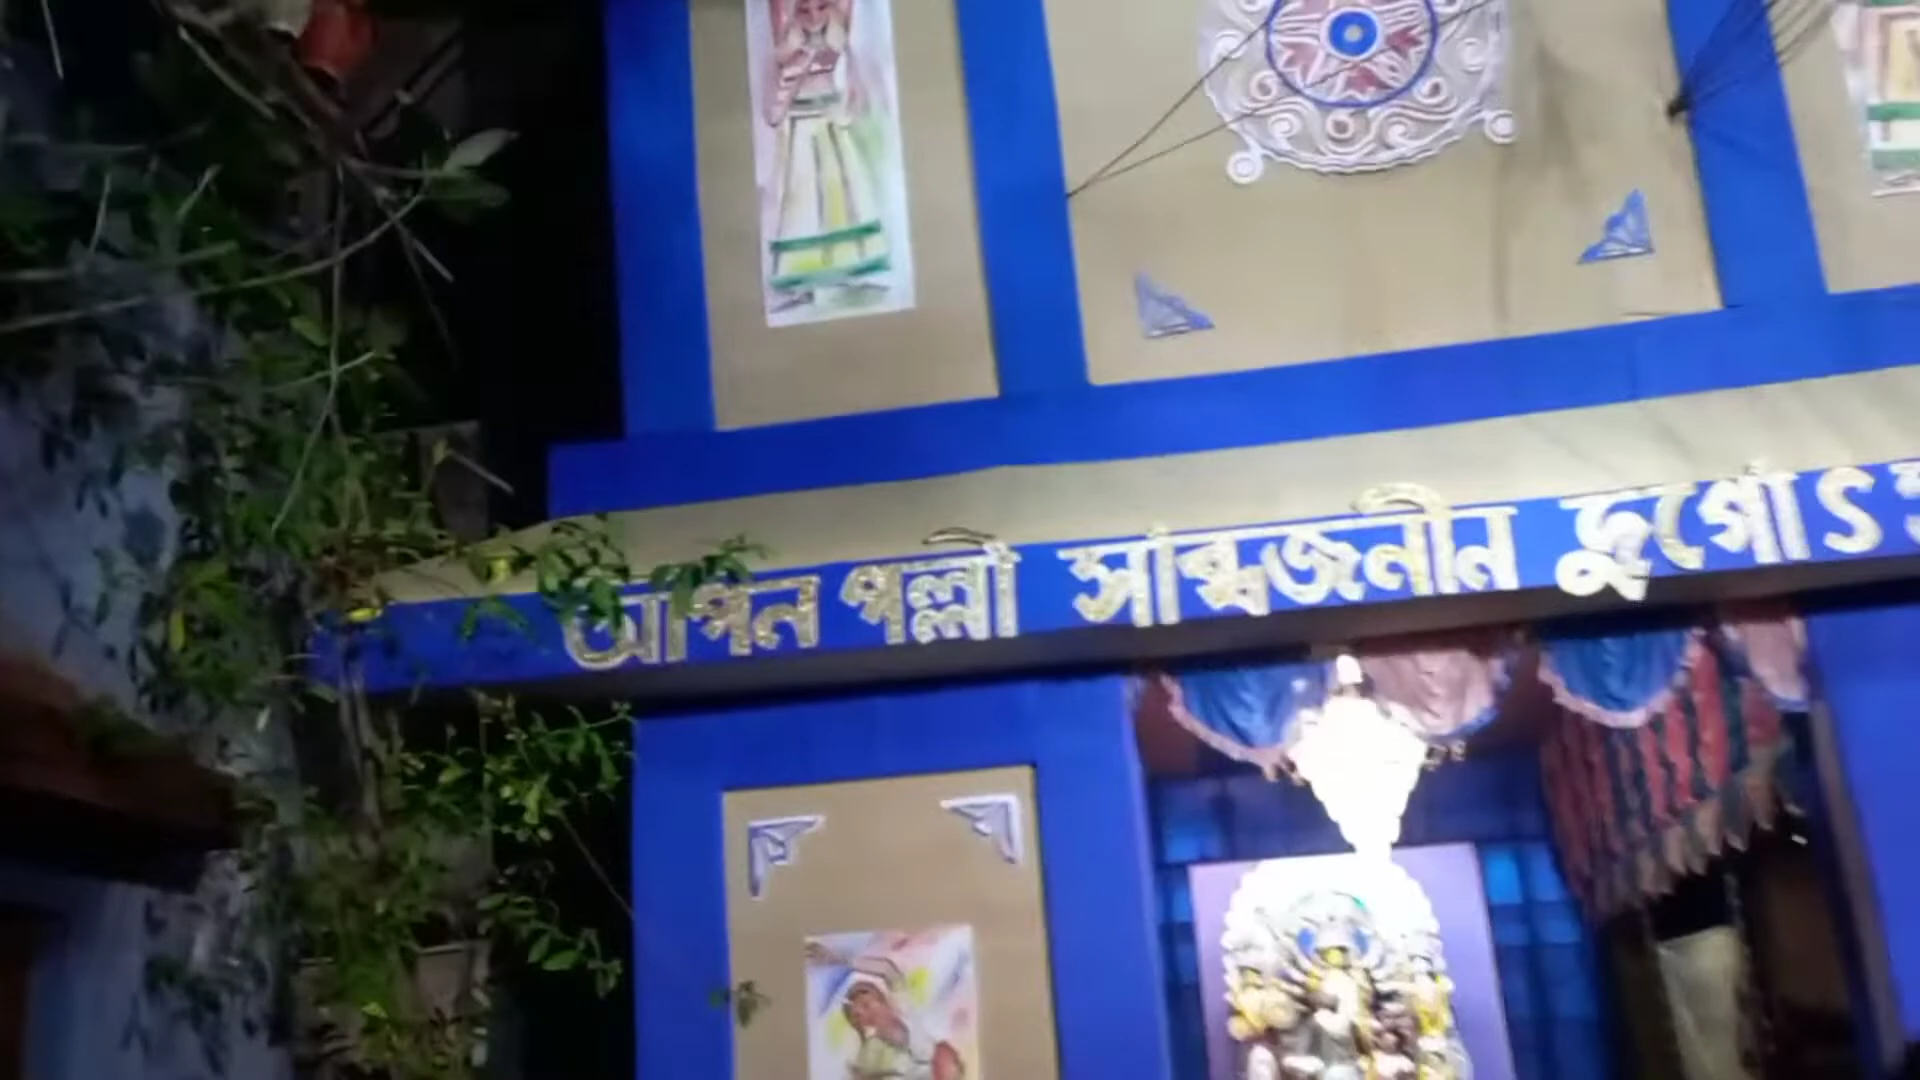 আপন পল্লী সার্ব্বজনীন দুর্গোৎ